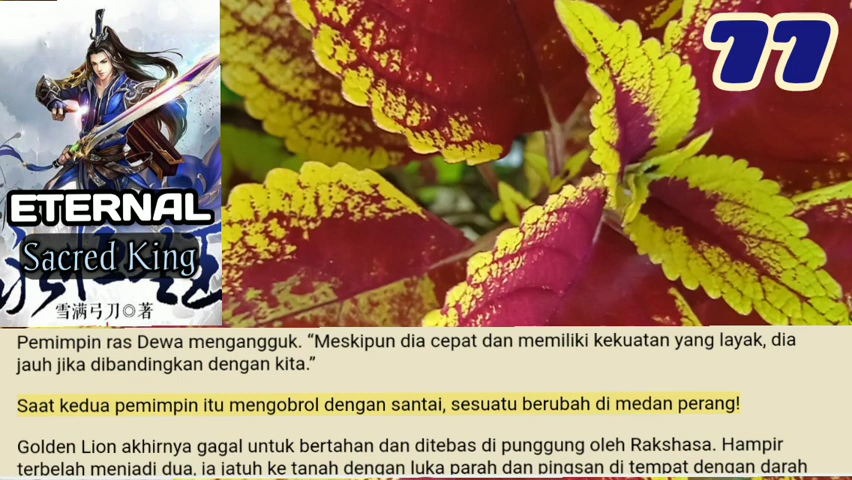 77
ETERNAL
Sacred King
雪满弓刀◎著
Pemimpin ras Dewa mengangguk. “Meskipun dia cepat dan memiliki kekuatan yang layak, dia
jauh jika dibandingkan dengan kita.”
Saat kedua pemimpin itu mengobrol dengan santai, sesuatu berubah di medan perang!
Golden Lion akhirnya gagal untuk bertahan dan ditebas di punggung oleh Rakshasa. Hampir
terbelah menjadi dua, ia jatuh ke tanah dengan luka parah dan pingsan di tempat dengan darah